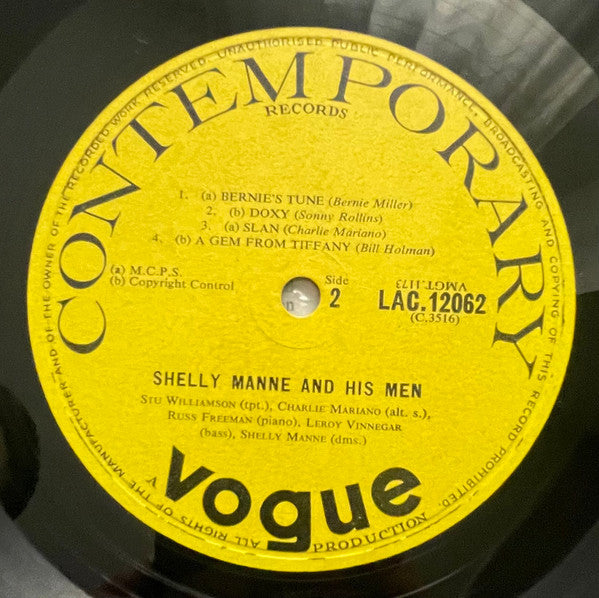 ALL RIGHTS OF THE MANUFACTURER AND OF THE OWNER OF THE RECORDED WORK RESERVED. UNAUTHORISED PUBLIC PERFORMANCE, BROADCASTING AND COPYING OF THIS RECORD PROHIBITED.
CONTEMPORARY
RECORDS
1. (a) BERNIE'S TUNE (Bernie Miller)
2. (b) DOXY (Sonny Rollins)
3. (a) SLAN (Charlie Mariano)
4. (b) A GEM FROM TIFFANY (Bill Holman)
(a) M.C.P.S.
(b) Copyright Control
Side
2
VMGT.1173
LAC.12062
(C.3516)
n
SHELLY MANNE AND HIS MEN
STU WILLIAMSON (tpt.), CHARLIE MARIANO (alt. s.),
RUSS FREEMAN (piano), LEROY VINNEGAR
(bass), SHELLY MANNE (dms.)
A
vogue
PRODUCTION